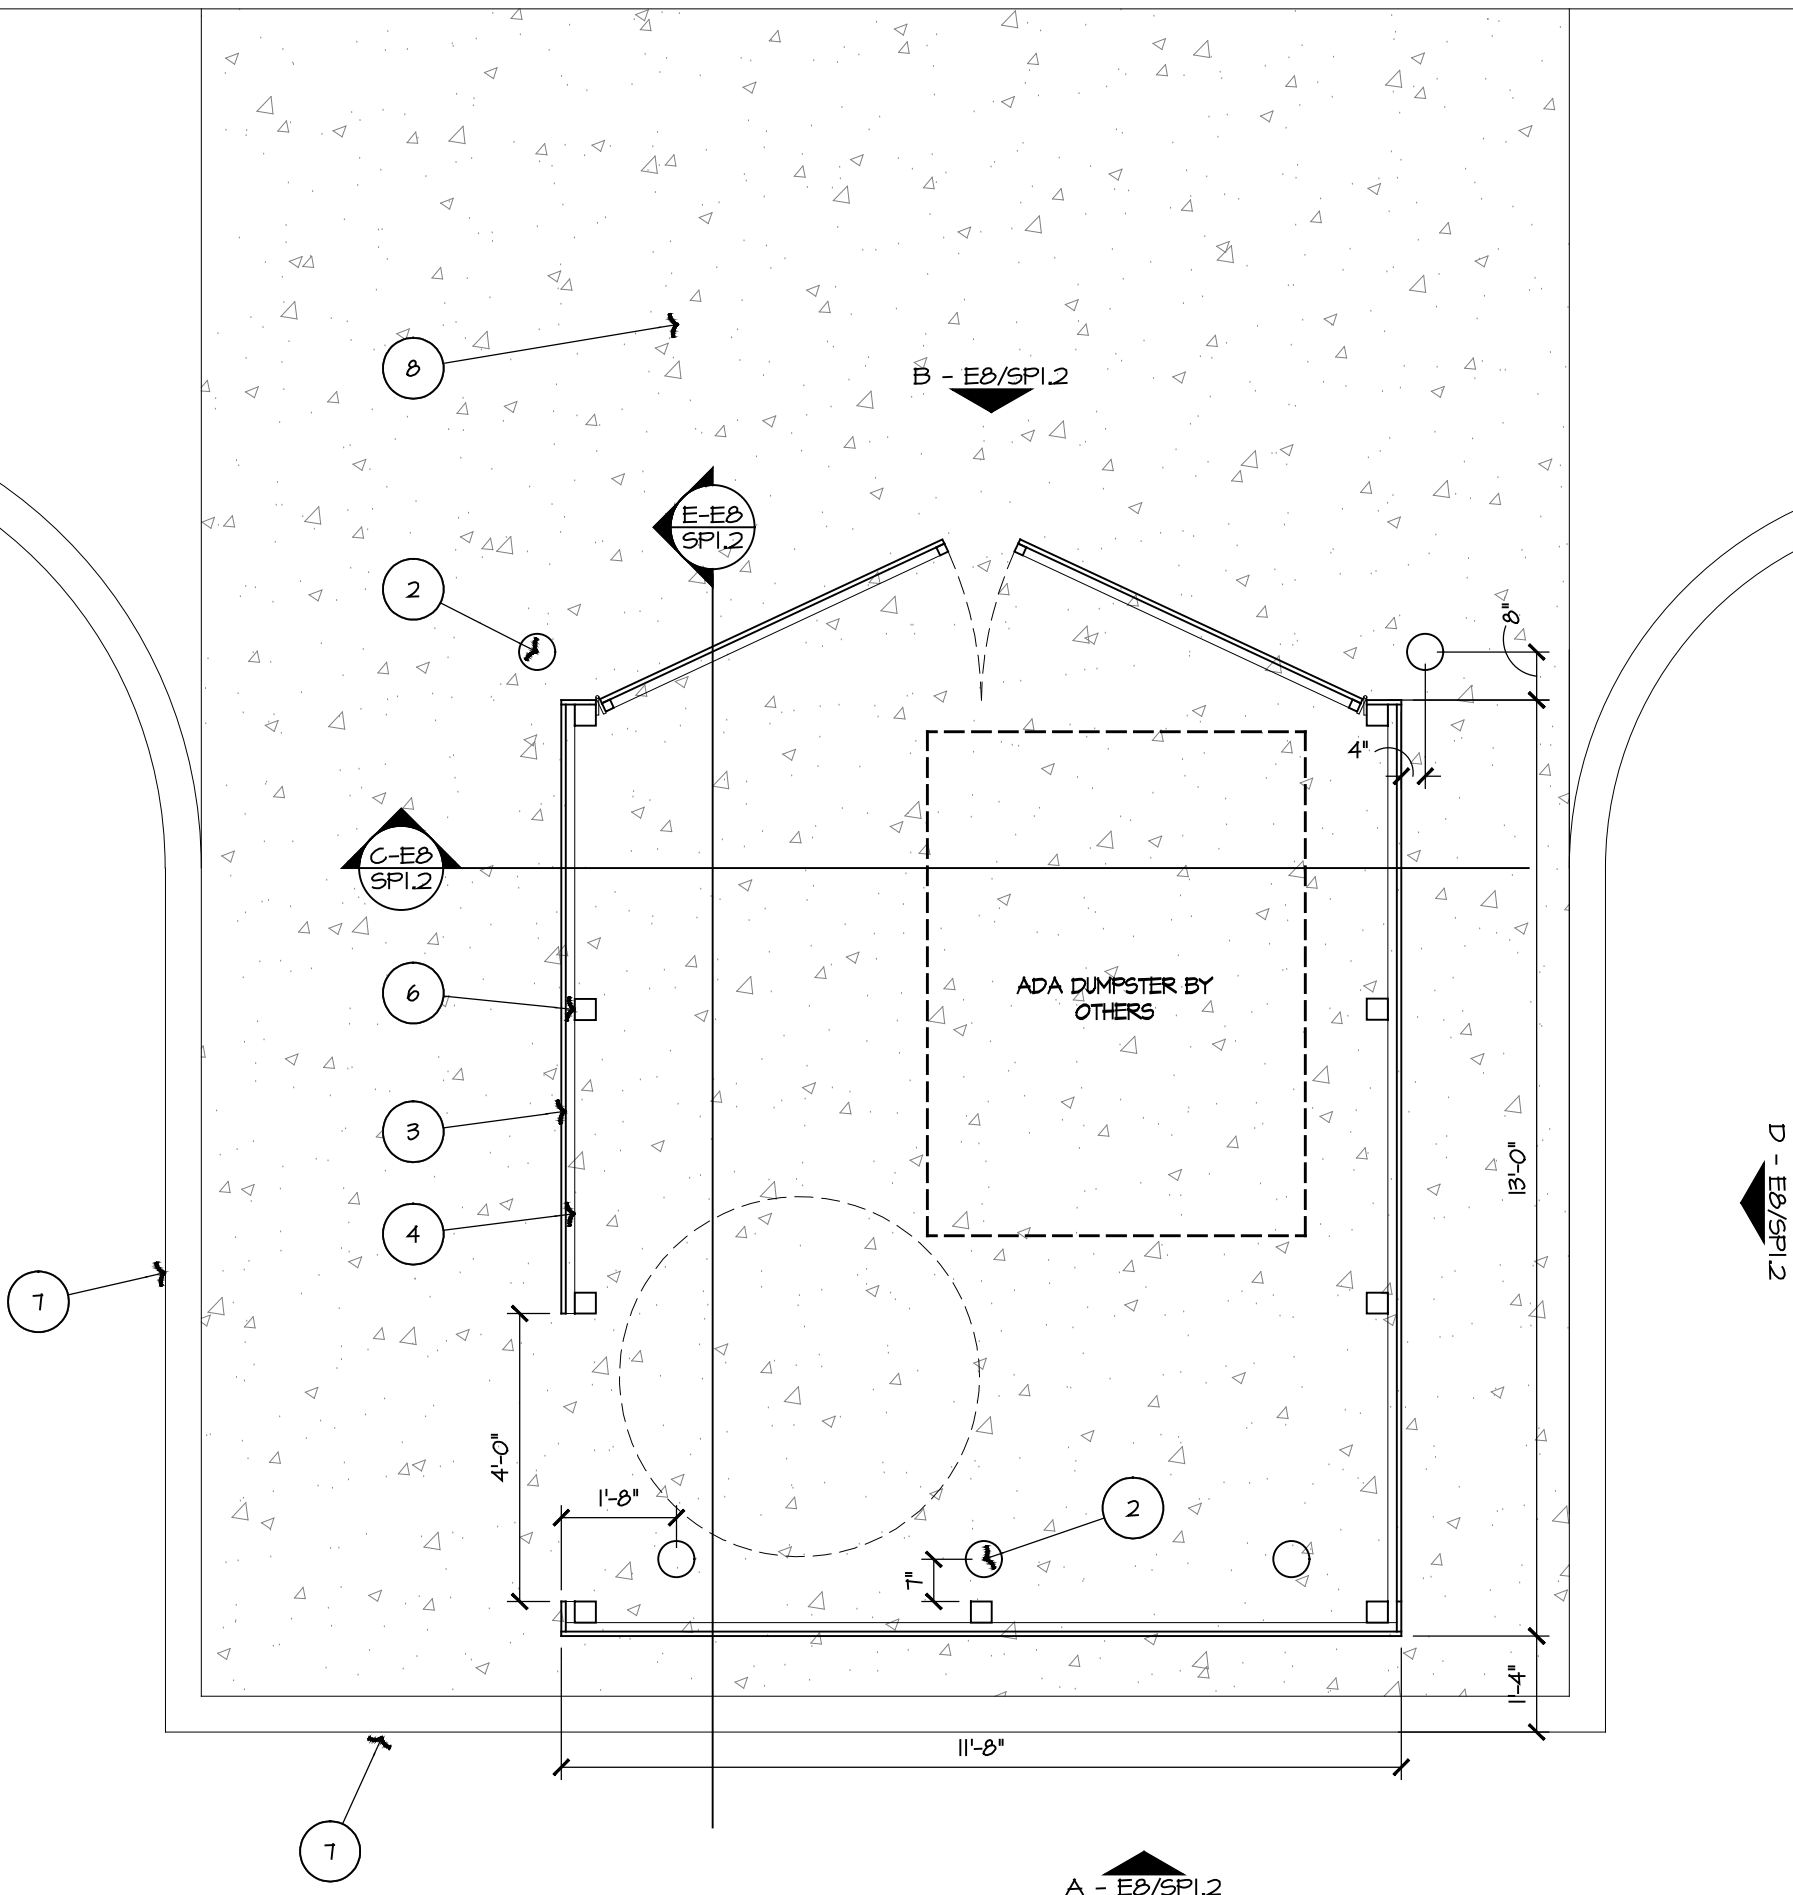 8
B - E8/SP1.2
E-E8
SP1.2
2
8"
4"
C-E8
SP1.2
6
ADA DUMPSTER BY
OTHERS
3
13'-0"
D - E8/SP1.2
4
7
4'-0"
1'-8"
2
7"
1'-4"
11'-8"
7
A - E8/SP1.2